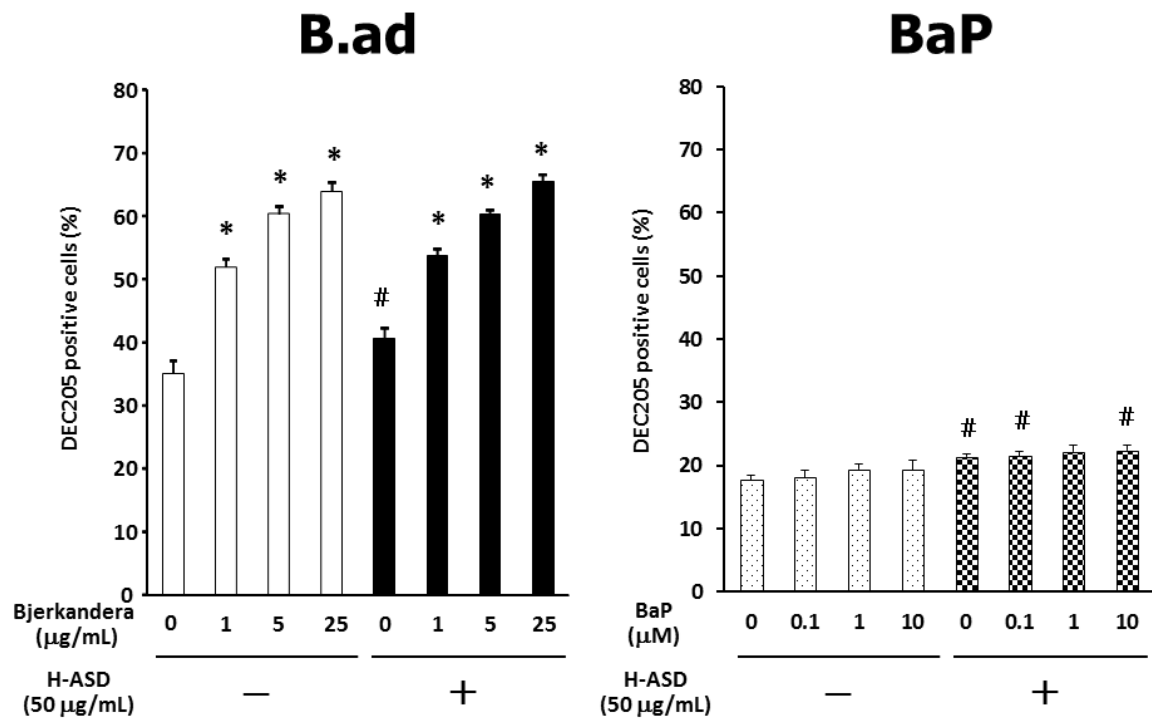 B.ad
DEC205 positive cells (%)
80
70
60
50
40
30
20
10
0
* * * # * * *
Bjerkandera
(µg/mL)
0 1 5 25 0 1 5 25
H-ASD
(50 µg/mL)
− +
BaP
DEC205 positive cells (%)
80
70
60
50
40
30
20
10
0
# # #
BaP
(µM)
0 0.1 1 10 0 0.1 1 10
H-ASD
(50 µg/mL)
− +